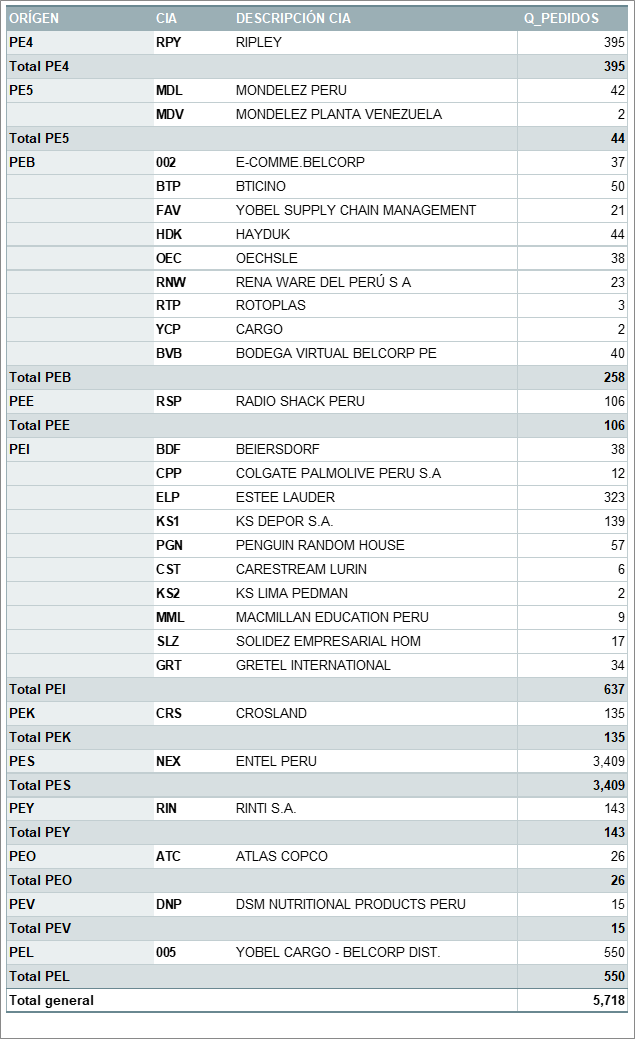 ORÍGEN CIA DESCRIPCIÓN CIA Q_PEDIDOS
PE4 RPY RIPLEY 395
Total PE4 395
PE5 MDL MONDELEZ PERU 42
MDV MONDELEZ PLANTA VENEZUELA 2
Total PE5 44
PEB 002 E-COMME.BELCORP 37
BTP BTICINO 50
FAV YOBEL SUPPLY CHAIN MANAGEMENT 21
HDK HAYDUK 44
OEC OECHSLE 38
RNW RENA WARE DEL PERÚ S A 23
RTP ROTOPLAS 3
YCP CARGO 2
BVB BODEGA VIRTUAL BELCORP PE 40
Total PEB 258
PEE RSP RADIO SHACK PERU 106
Total PEE 106
PEI BDF BEIERSDORF 38
CPP COLGATE PALMOLIVE PERU S.A 12
ELP ESTEE LAUDER 323
KS1 KS DEPOR S.A. 139
PGN PENGUIN RANDOM HOUSE 57
CST CARESTREAM LURIN 6
KS2 KS LIMA PEDMAN 2
MML MACMILLAN EDUCATION PERU 9
SLZ SOLIDEZ EMPRESARIAL HOM 17
GRT GRETEL INTERNATIONAL 34
Total PEI 637
PEK CRS CROSLAND 135
Total PEK 135
PES NEX ENTEL PERU 3,409
Total PES 3,409
PEY RIN RINTI S.A. 143
Total PEY 143
PEO ATC ATLAS COPCO 26
Total PEO 26
PEV DNP DSM NUTRITIONAL PRODUCTS PERU 15
Total PEV 15
PEL 005 YOBEL CARGO - BELCORP DIST. 550
Total PEL 550
Total general 5,718